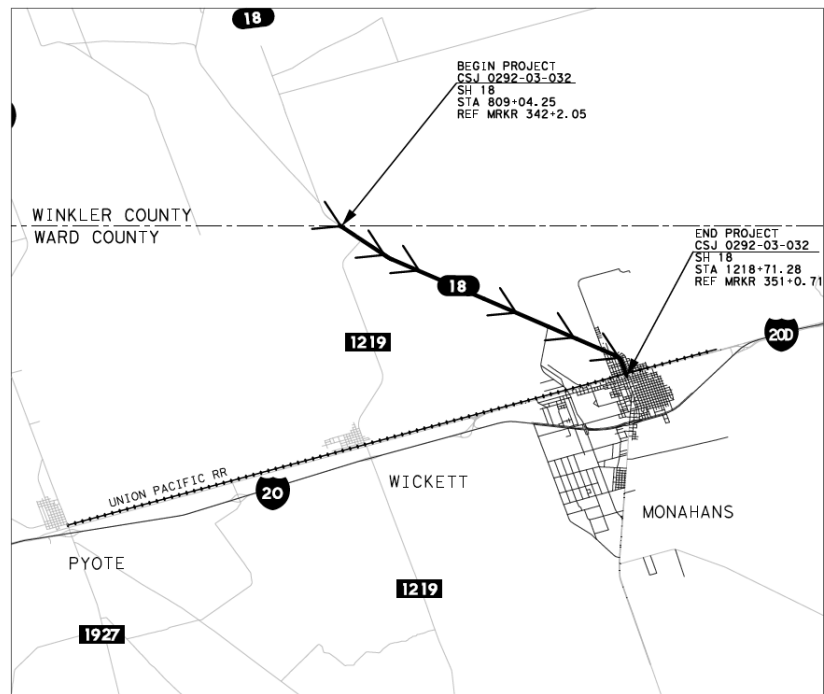 18
BEGIN PROJECT
CSJ 0292-03-032
SH 18
STA 809+04.25
REF MRKR 342+2.05
WINKLER COUNTY
WARD COUNTY
END PROJECT
CSJ 0292-03-032
SH 18
STA 1218+71.28
REF MRKR 351+0.71
18
20D
1219
UNION PACIFIC RR
20
WICKETT
MONAHANS
PYOTE
1219
1927